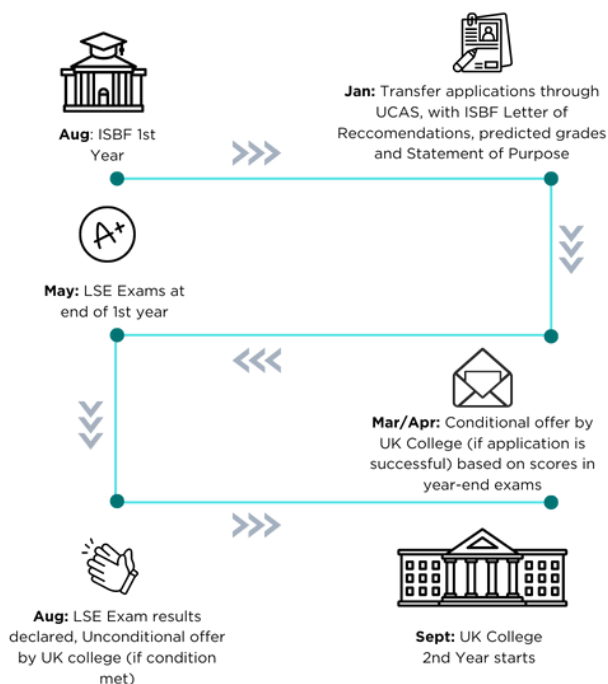 Aug: ISBF 1st
Year
Jan: Transfer applications through
UCAS, with ISBF Letter of
Reccomendations, predicted grades
and Statement of Purpose
A+
May: LSE Exams at
end of 1st year
Mar/Apr: Conditional offer by
UK College (if application is
successful) based on scores in
year-end exams
Aug: LSE Exam results
declared, Unconditional offer
by UK college (if condition
met)
Sept: UK College
2nd Year starts